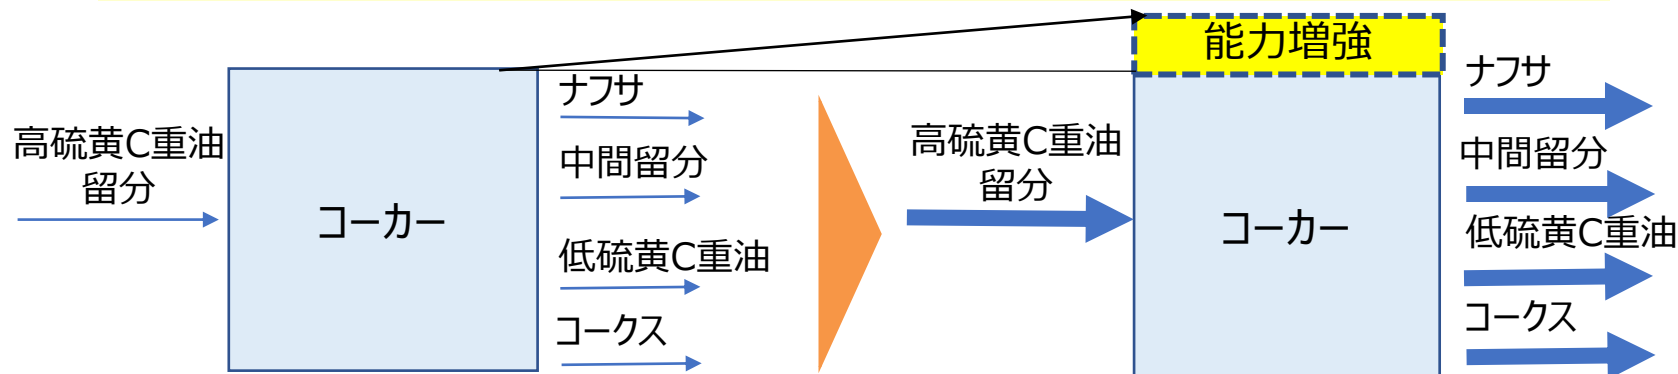 高硫黄C重油
留分
コーカー
ナフサ
中間留分
低硫黄C重油
コークス
高硫黄C重油
留分
能力増強
コーカー
ナフサ
中間留分
低硫黄C重油
コークス